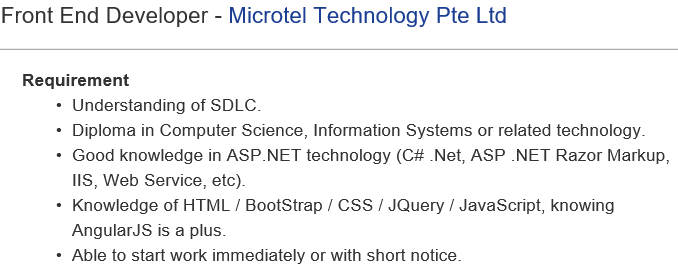 Front End Developer - Microtel Technology Pte Ltd
Requirement
• Understanding of SDLC.
• Diploma in Computer Science, Information Systems or related technology.
• Good knowledge in ASP.NET technology (C# .Net, ASP .NET Razor Markup,
IIS, Web Service, etc).
• Knowledge of HTML / BootStrap / CSS / JQuery / JavaScript, knowing
AngularJS is a plus.
• Able to start work immediately or with short notice.